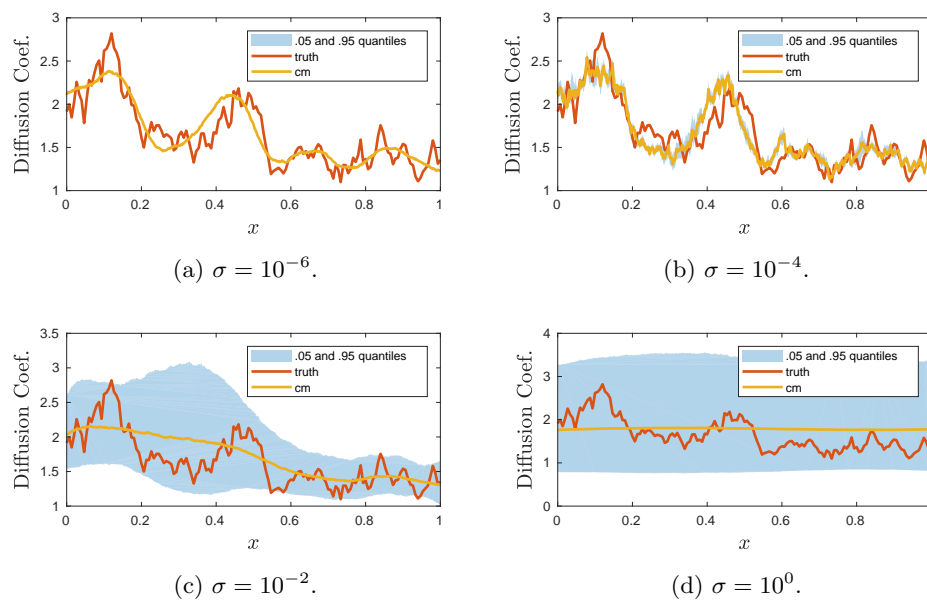 3
2.5
2
1.5
1
Diffusion Coef.
.05 and .95 quantiles
truth
cm
0 0.2 0.4 0.6 0.8 1
x
(a) σ = 10⁻⁶.
3
2.5
2
1.5
1
Diffusion Coef.
.05 and .95 quantiles
truth
cm
0 0.2 0.4 0.6 0.8
x
(b) σ = 10⁻⁴.
3.5
3
2.5
2
1.5
1
Diffusion Coef.
.05 and .95 quantiles
truth
cm
0 0.2 0.4 0.6 0.8 1
x
(c) σ = 10⁻².
4
3
2
1
0
Diffusion Coef.
.05 and .95 quantiles
truth
cm
0 0.2 0.4 0.6 0.8
x
(d) σ = 10⁰.